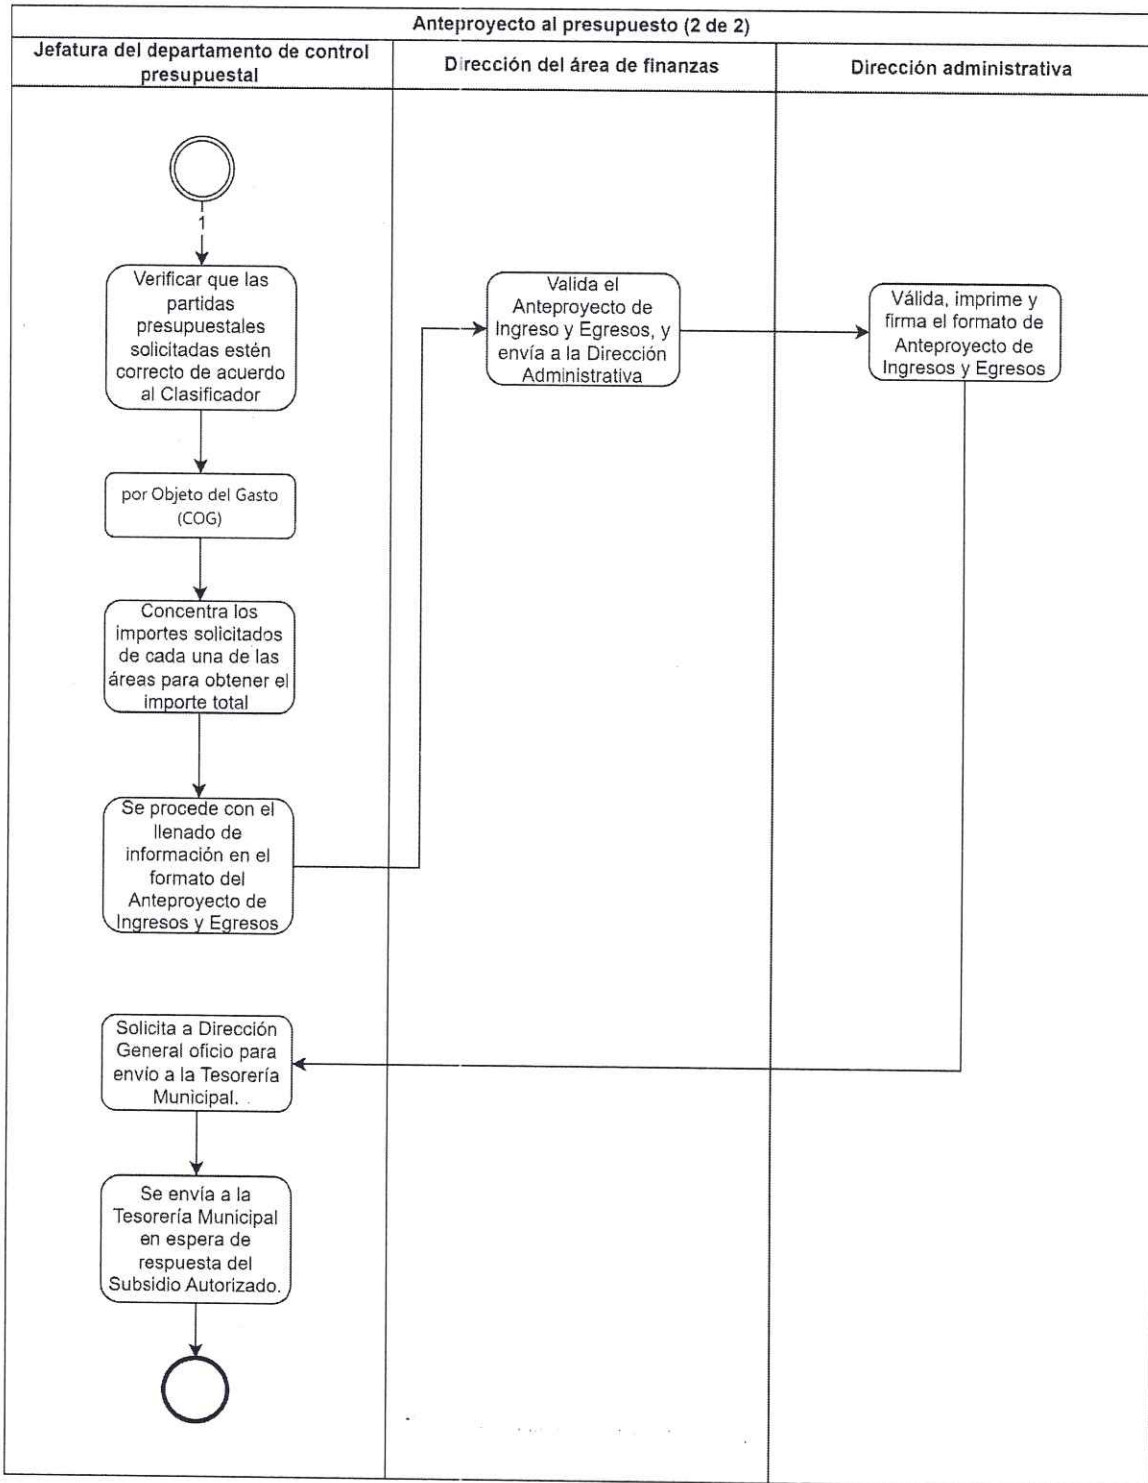 Anteproyecto al presupuesto (2 de 2)
Jefatura del departamento de control
presupuestal
Dirección del área de finanzas
Dirección administrativa
1
Verificar que las
partidas
presupuestales
solicitadas estén
correcto de acuerdo
al Clasificador
por Objeto del Gasto
(COG)
Concentra los
importes solicitados
de cada una de las
áreas para obtener el
importe total
Se procede con el
llenado de
información en el
formato del
Anteproyecto de
Ingresos y Egresos
Valida el
Anteproyecto de
Ingreso y Egresos, y
envía a la Dirección
Administrativa
Válida, imprime y
firma el formato de
Anteproyecto de
Ingresos y Egresos
Solicita a Dirección
General oficio para
envío a la Tesorería
Municipal.
Se envía a la
Tesorería Municipal
en espera de
respuesta del
Subsidio Autorizado.